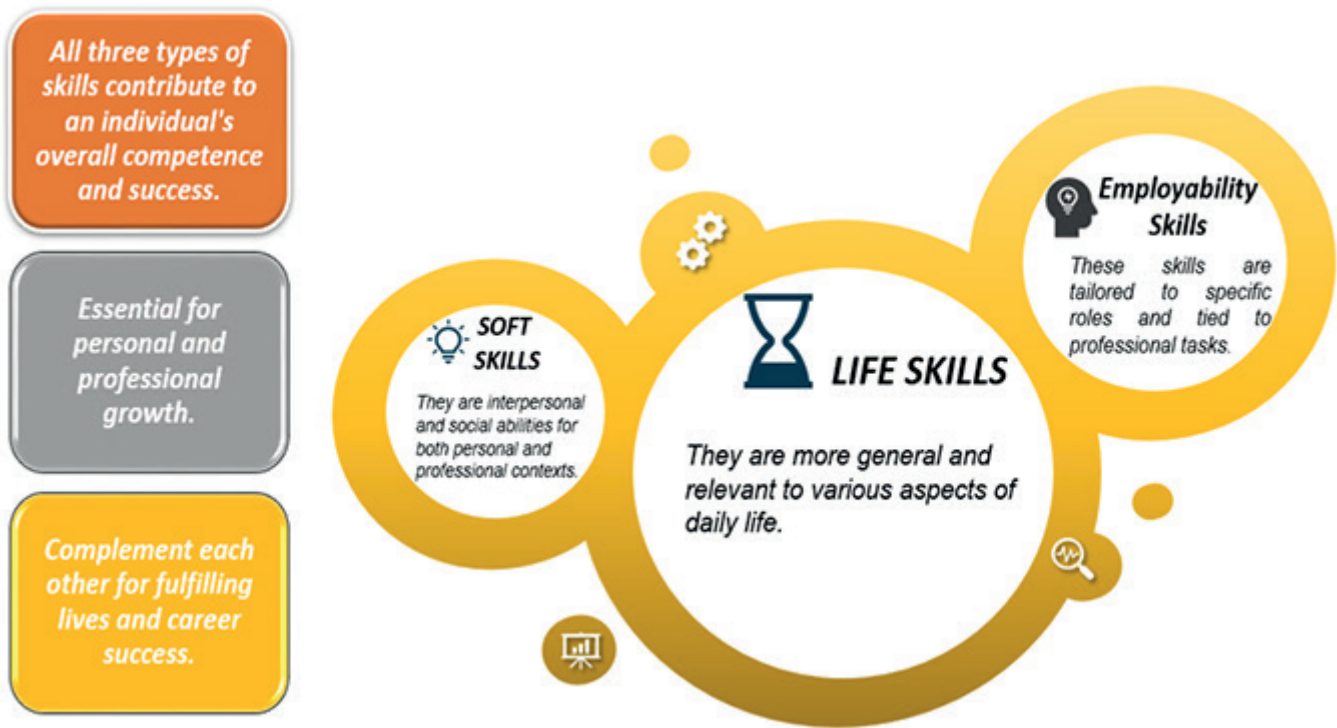 All three types of
skills contribute to
an individual's
overall competence
and success.
Essential for
personal and
professional
growth.
Complement each
other for fulfilling
lives and career
success.
SOFT
SKILLS
They are interpersonal
and social abilities for
both personal and
professional contexts.
LIFE SKILLS
They are more general and
relevant to various aspects of
daily life.
Employability
Skills
These skills are
tailored to specific
roles and tied to
professional tasks.